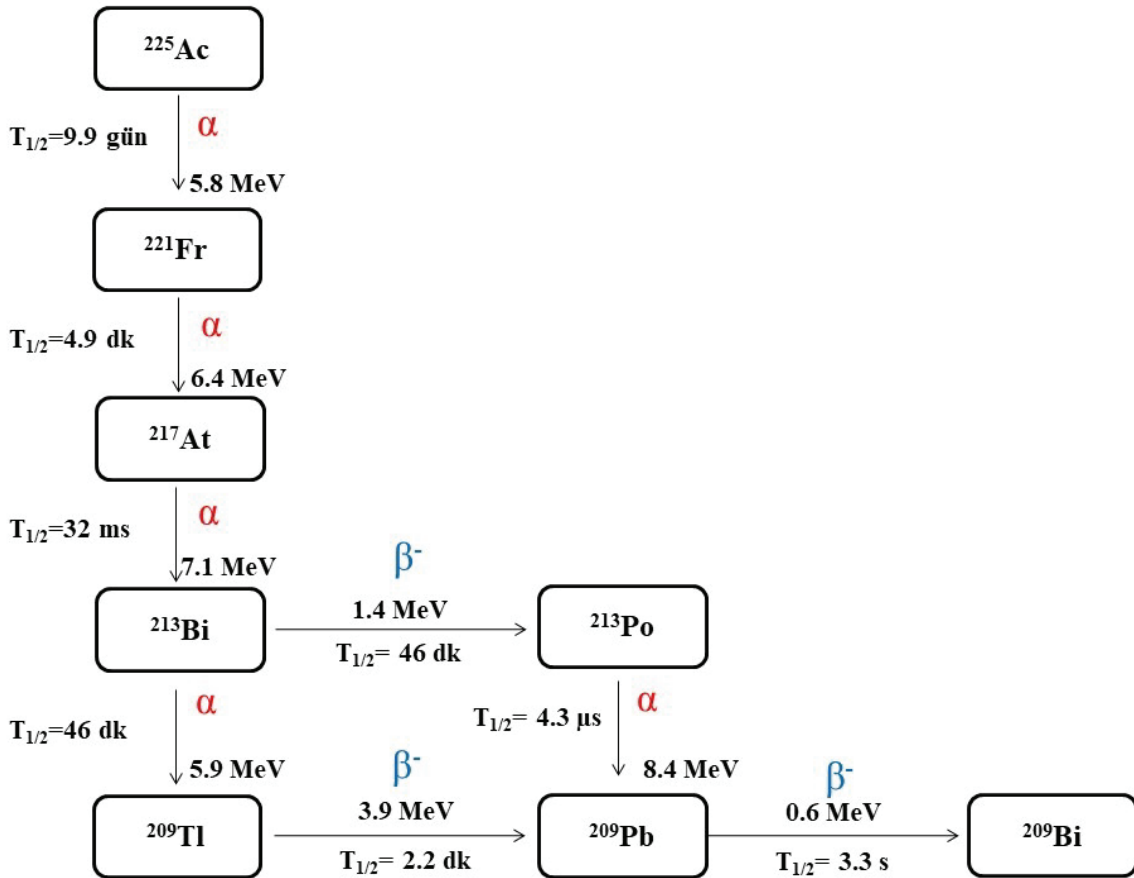 ²²⁵Ac
T₁/₂=9.9 gün
α
5.8 MeV
²²¹Fr
T₁/₂=4.9 dk
α
6.4 MeV
²¹⁷At
T₁/₂=32 ms
α
7.1 MeV
β⁻
²¹³Bi
1.4 MeV
T₁/₂= 46 dk
²¹³Po
T₁/₂=46 dk
α
5.9 MeV
T₁/₂= 4.3 µs
α
8.4 MeV
²⁰⁹Tl
β⁻
3.9 MeV
T₁/₂= 2.2 dk
²⁰⁹Pb
β⁻
0.6 MeV
T₁/₂= 3.3 s
²⁰⁹Bi